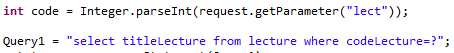 int code = Integer.parseInt(request.getParameter("lect"));
Query1 = "select titleLecture from lecture where codeLecture=?";